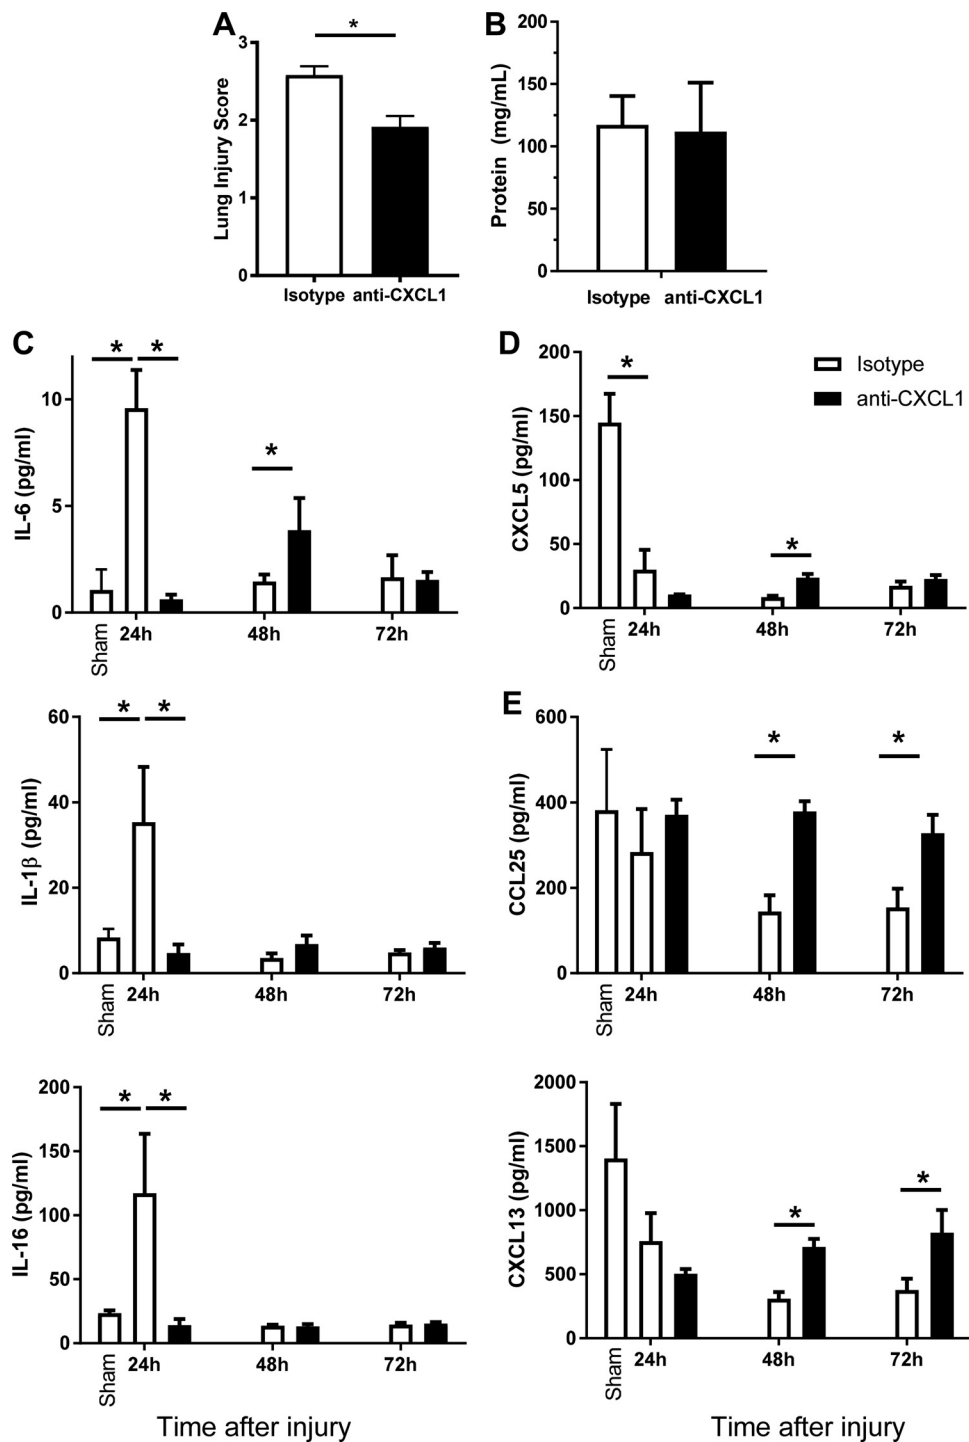 A
*
Lung Injury Score
3
2
1
0
Isotype anti-CXCL1
B
Protein (mg/mL)
200
150
100
50
0
Isotype anti-CXCL1
C
* *
*
IL-6 (pg/ml)
10
5
0
Sham 24h 48h 72h
D
*
*
CXCL5 (pg/ml)
200
150
100
50
0
Sham 24h 48h 72h
Isotype
anti-CXCL1
* *
IL-1β (pg/ml)
60
40
20
0
Sham 24h 48h 72h
E
* *
CCL25 (pg/ml)
600
400
200
0
Sham 24h 48h 72h
* *
IL-16 (pg/ml)
200
150
100
50
0
Sham 24h 48h 72h
Time after injury
* *
CXCL13 (pg/ml)
2000
1500
1000
500
0
Sham 24h 48h 72h
Time after injury